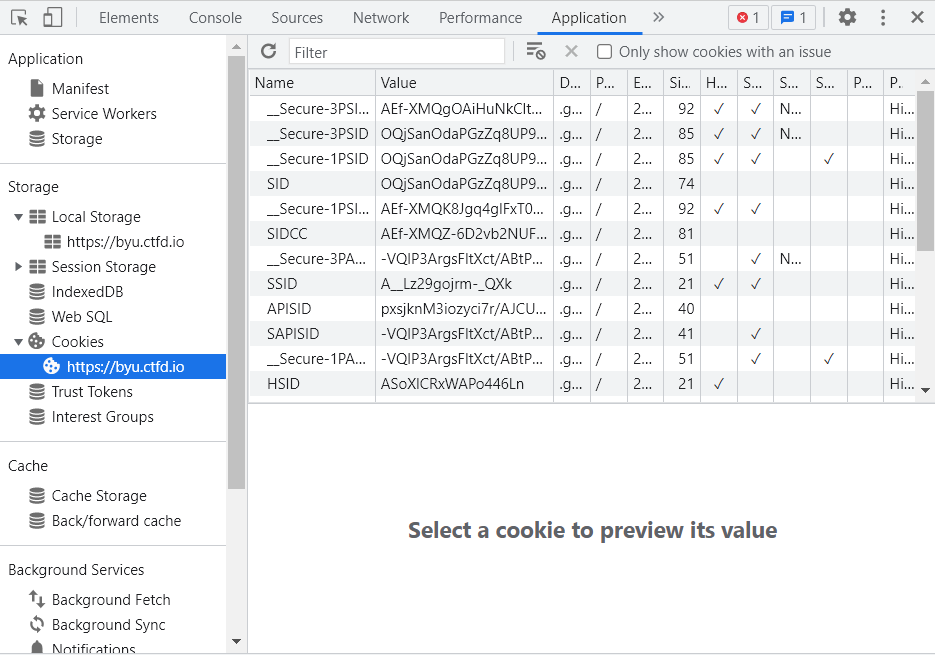 Elements Console Sources Network Performance Application » 1 1
Application
Manifest
Service Workers
Storage
Storage
Local Storage
https://byu.ctfd.io
Session Storage
IndexedDB
Web SQL
Cookies
https://byu.ctfd.io
Trust Tokens
Interest Groups
Cache
Cache Storage
Back/forward cache
Background Services
Background Fetch
Background Sync
Notifications
Filter Only show cookies with an issue
Name Value D... P... E... Si... H... S... S... S... P... P.
__Secure-3PSI... AEf-XMQgOAiHuNkCIt... .g... / 2... 92 ✓ ✓ N... Hi...
__Secure-3PSID OQjSanOdaPGzZq8UP9... .g... / 2... 85 ✓ ✓ N... Hi...
__Secure-1PSID OQjSanOdaPGzZq8UP9... .g... / 2... 85 ✓ ✓ ✓ Hi...
SID OQjSanOdaPGzZq8UP9... .g... / 2... 74 Hi...
__Secure-1PSI... AEf-XMQK8Jgq4gIFxT0... .g... / 2... 92 ✓ ✓ Hi...
SIDCC AEf-XMQZ-6D2vb2NUF... .g... / 2... 81 Hi...
__Secure-3PA... -VQIP3ArgsFltXct/ABtP... .g... / 2... 51 ✓ N... Hi...
SSID A__Lz29gojrm-_QXk .g... / 2... 21 ✓ ✓ Hi...
APISID pxsjknM3iozyci7r/AJCU... .g... / 2... 40 Hi...
SAPISID -VQIP3ArgsFltXct/ABtP... .g... / 2... 41 ✓ Hi...
__Secure-1PA... -VQIP3ArgsFltXct/ABtP... .g... / 2... 51 ✓ ✓ Hi...
HSID ASoXlCRxWAPo446Ln .g... / 2... 21 ✓ Hi...
Select a cookie to preview its value